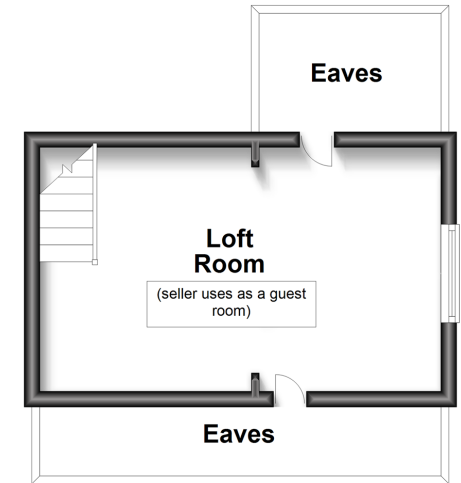 Eaves
Loft
Room
(seller uses as a guest
room)
Eaves